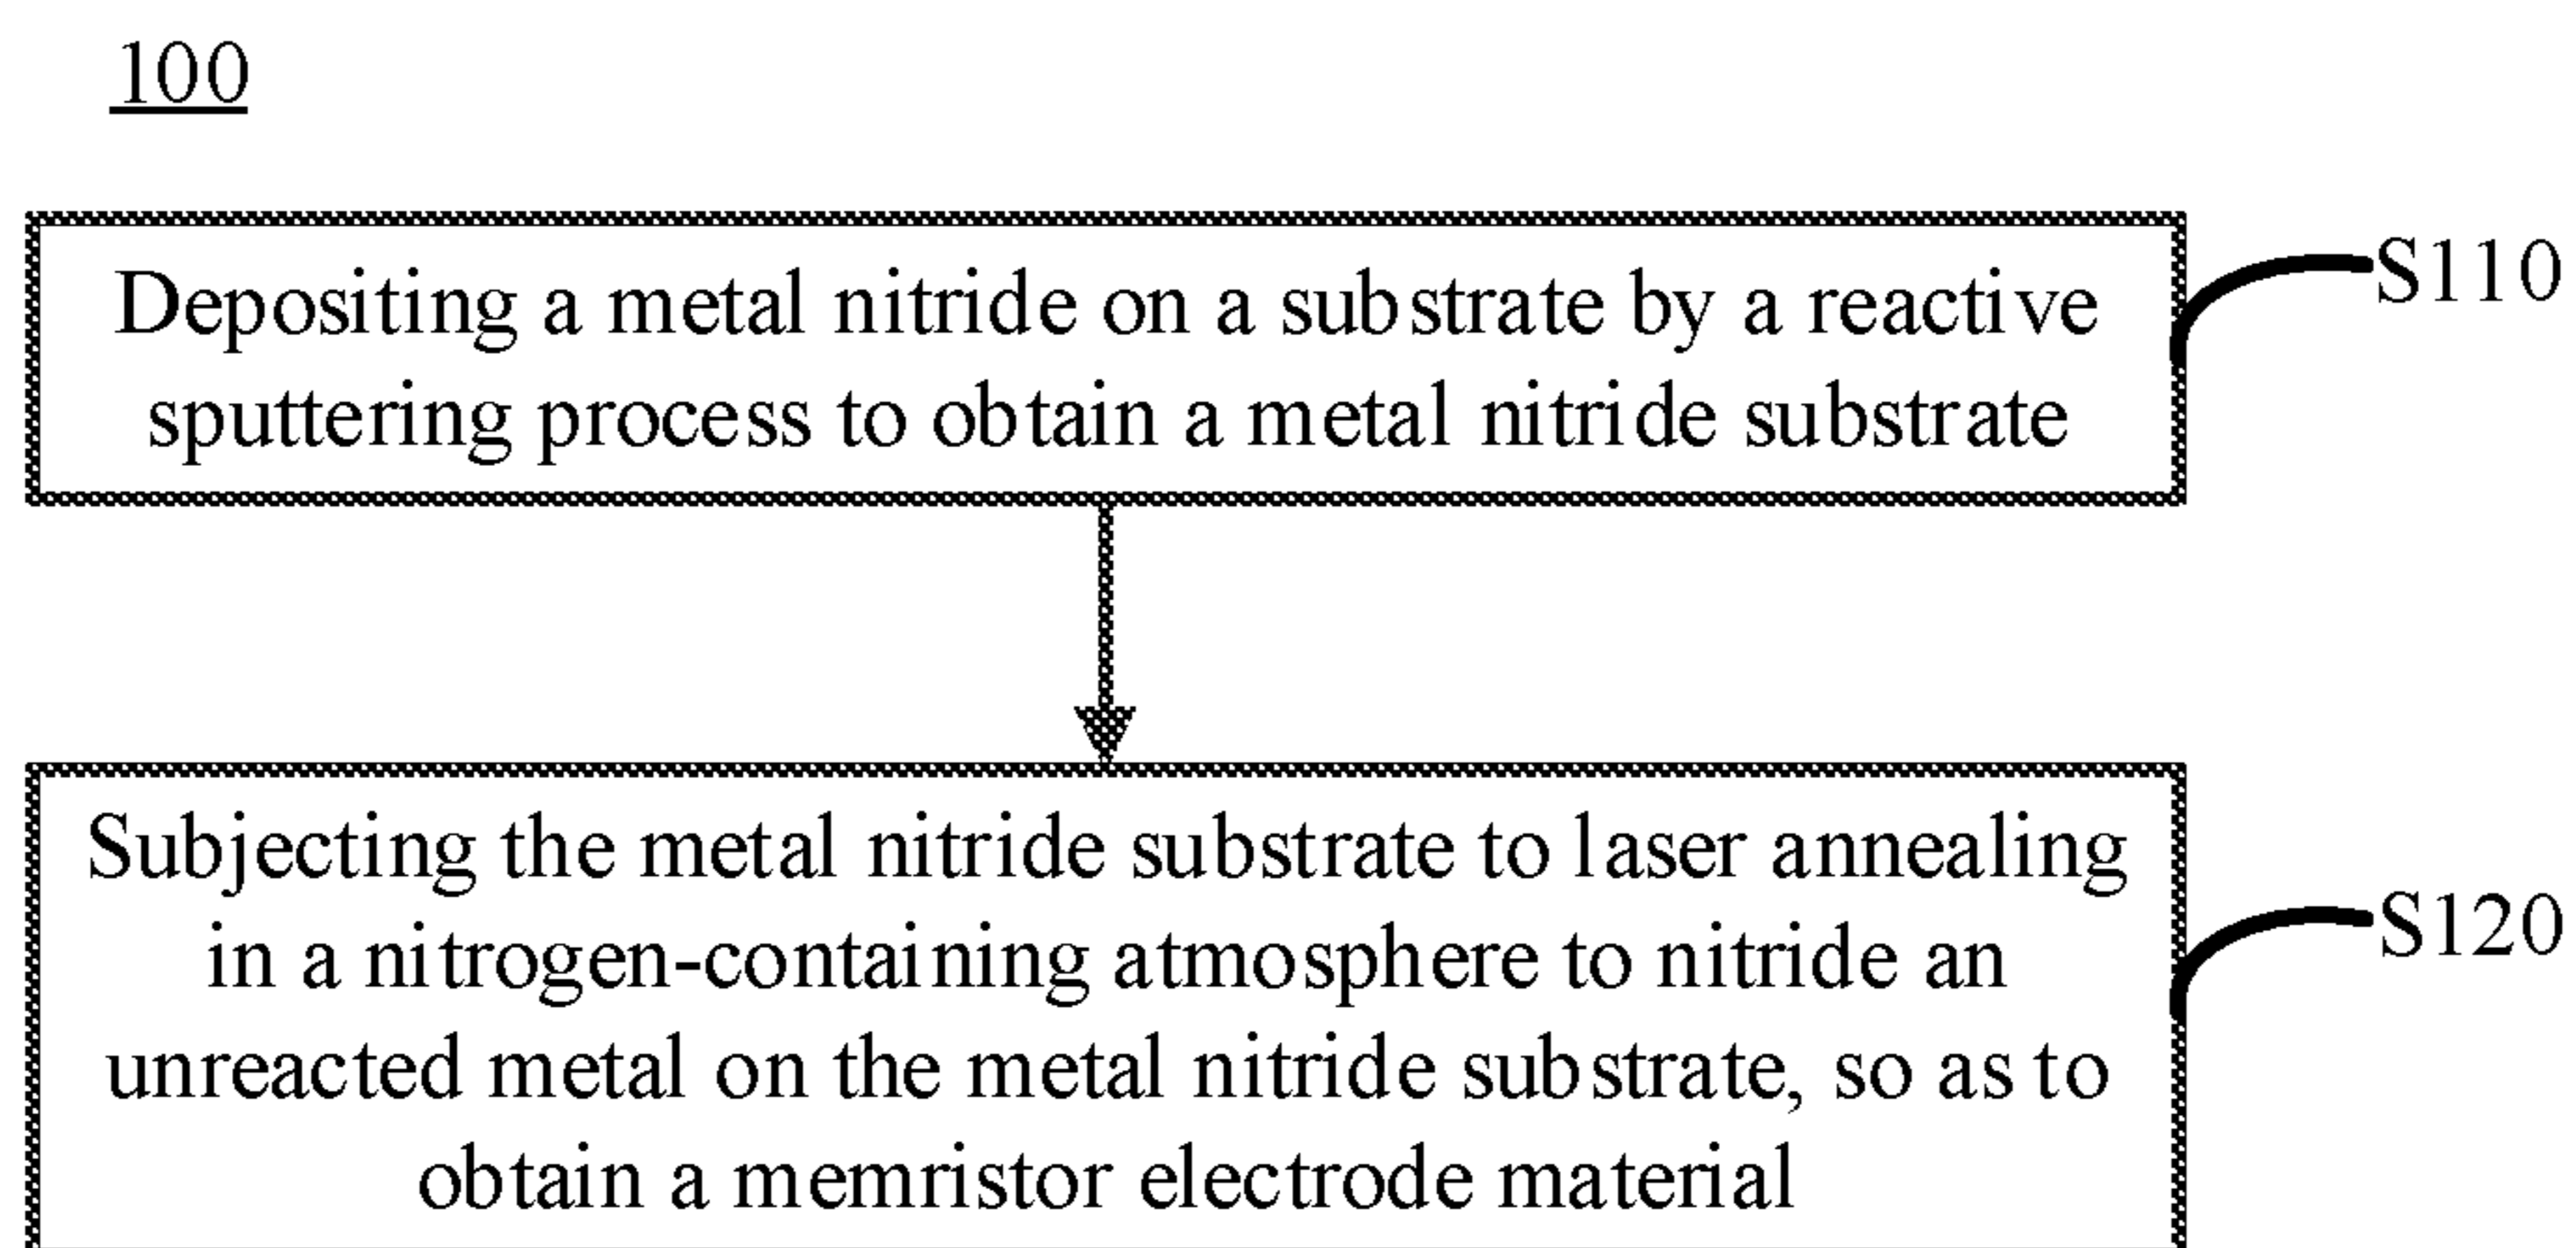 100
Depositing a metal nitride on a substrate by a reactive
S110
sputtering process to obtain a metal nitride substrate
Subjecting the metal nitride substrate to laser annealing
in a nitrogen-containing atmosphere to nitride an
S120
unreacted metal on the metal nitride substrate, so as to
obtain a memristor electrode material